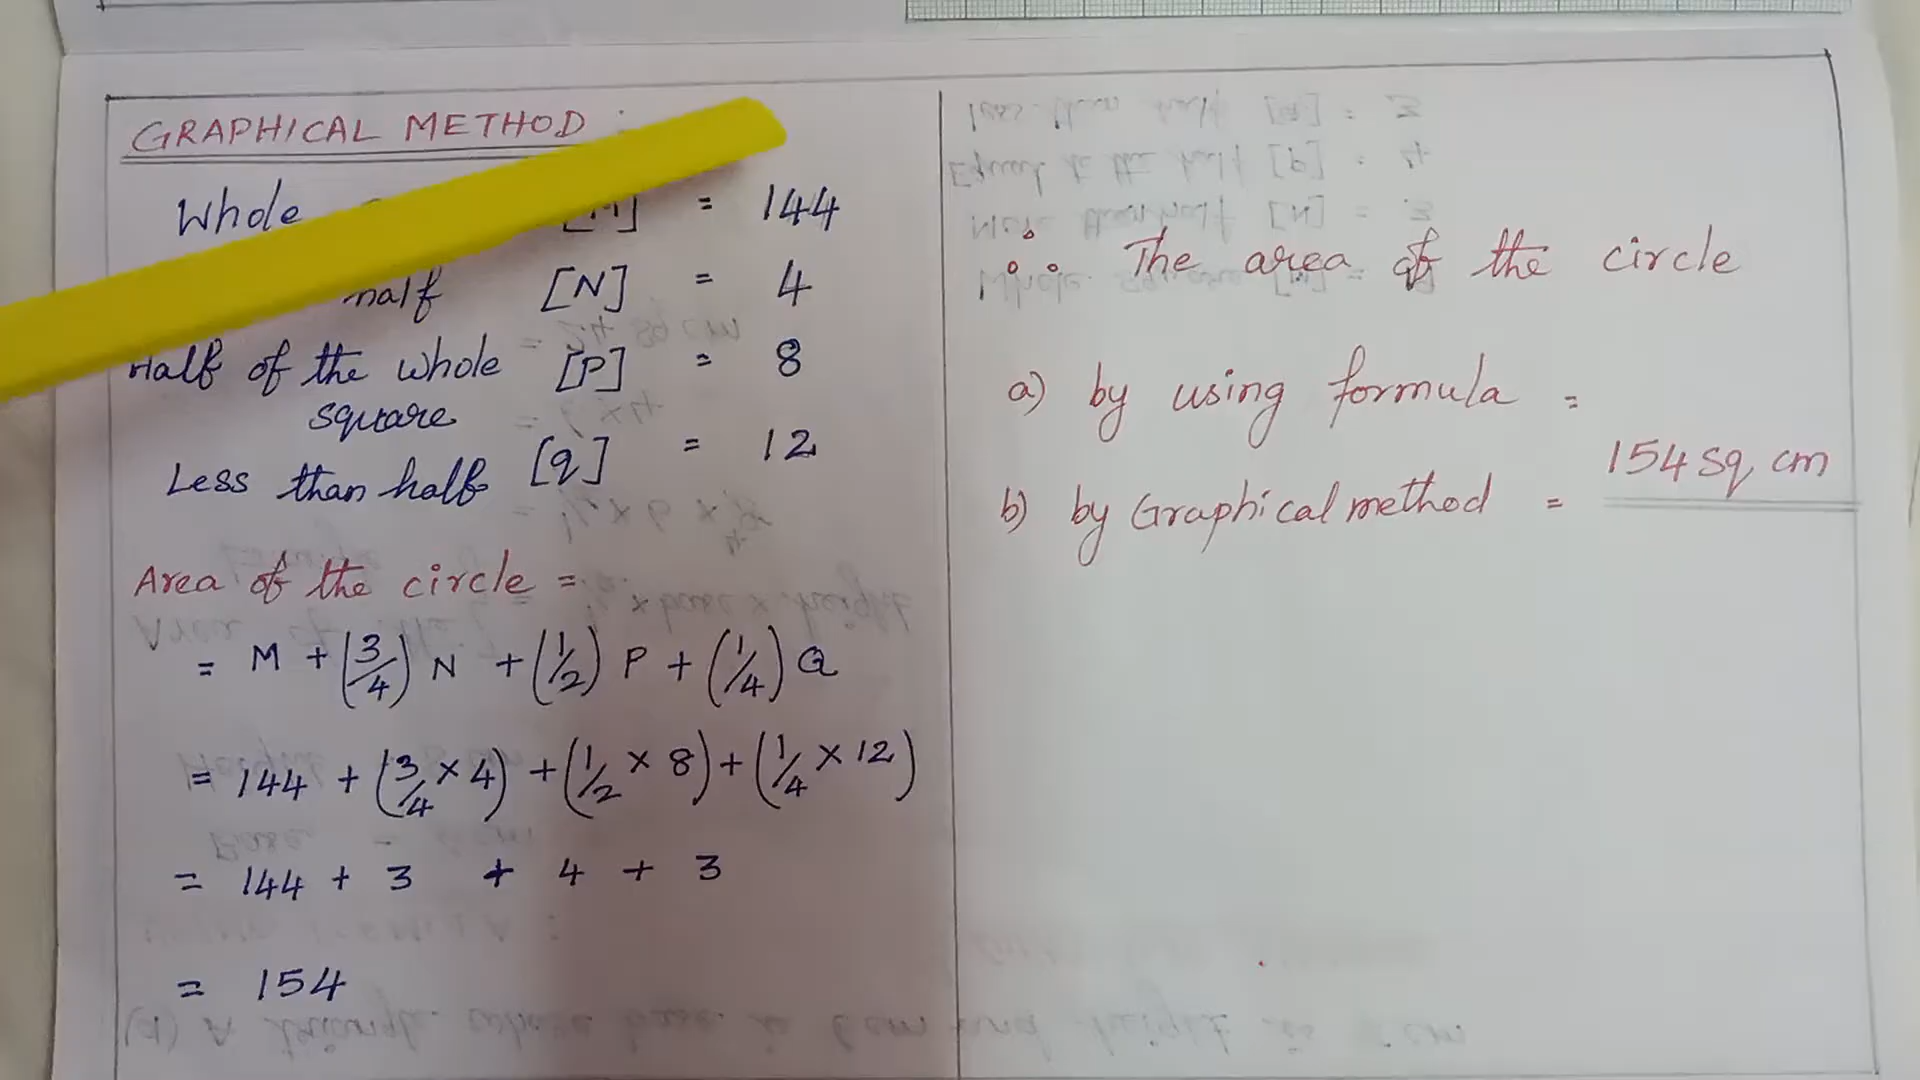 GRAPHICAL METHOD :
Whole [M] = 144
half [N] = 4
Half of the whole [P] = 8
square
Less than half [q] = 12
Area of the circle =
= M + (3/4) N + (1/2) P + (1/4) Q
= 144 + (3/4 × 4) + (1/2 × 8) + (1/4 × 12)
= 144 + 3 + 4 + 3
= 154
∴ The area of the circle
a) by using formula =
154 sq cm
b) by Graphical method =